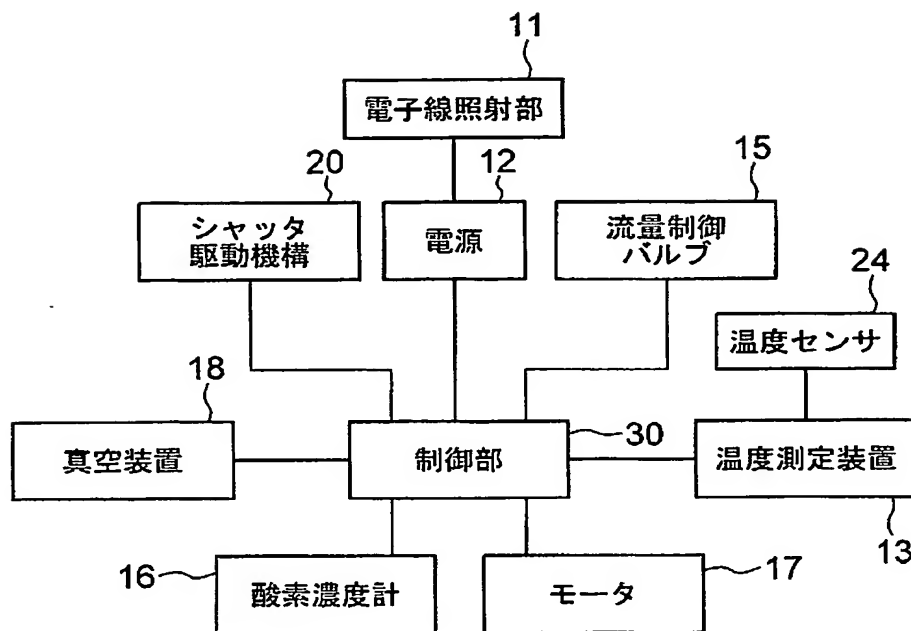 11
電子線照射部
20
12
15
シャッタ
駆動機構
電源
流量制御
バルブ
24
温度センサ
18
30
真空装置
制御部
温度測定装置
13
16
17
酸素濃度計
モータ